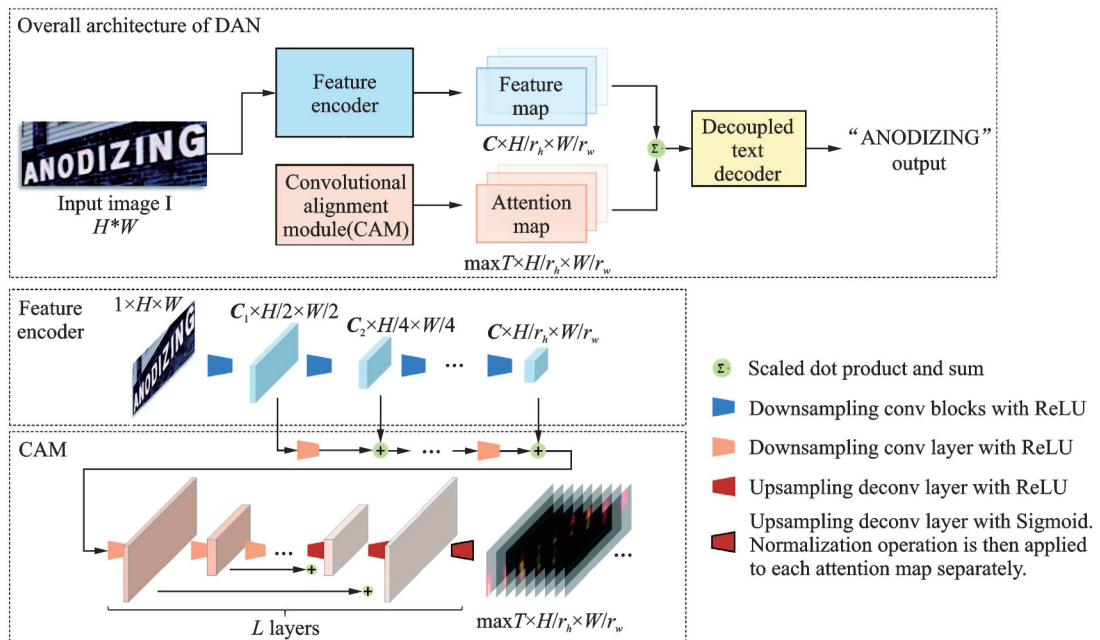 Overall architecture of DAN
ANODIZING
Input image I
H*W
Feature
encoder
Convolutional
alignment
module(CAM)
Feature
map
C×H/r_h×W/r_w
Attention
map
maxT×H/r_h×W/r_w
Σ·
Decoupled
text
decoder
“ANODIZING”
output
Feature
encoder
1×H×W
ANODIZING
C₁×H/2×W/2
C₂×H/4×W/4
...
C×H/r_h×W/r_w
CAM
+
...
+
...
+
+
L layers
...
maxT×H/r_h×W/r_w
Σ·
Scaled dot product and sum
Downsampling conv blocks with ReLU
Downsampling conv layer with ReLU
Upsampling deconv layer with ReLU
Upsampling deconv layer with Sigmoid.
Normalization operation is then applied
to each attention map separately.